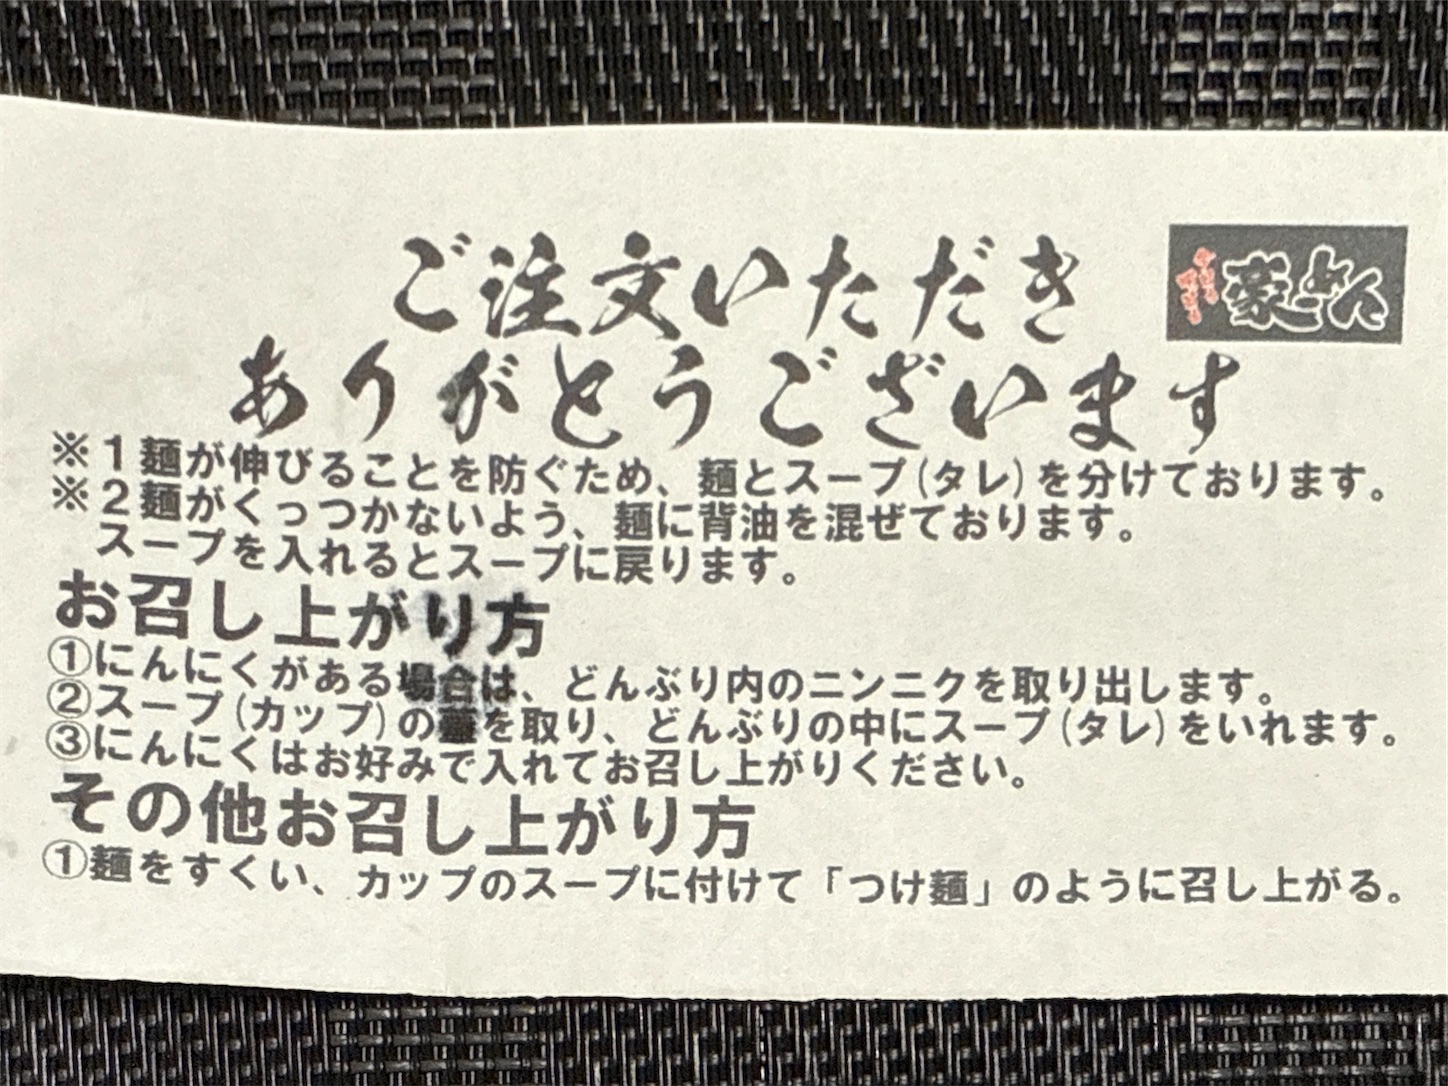 ご注文いただき
豪めん
ありがとうございます
※1麺が伸びることを防ぐため、麺とスープ(タレ)を分けております。
※2麺がくっつかないよう、麺に背油を混ぜております。
スープを入れるとスープに戻ります。
お召し上がり方
①にんにくがある場合は、どんぶり内のニンニクを取り出します。
②スープ(カップ)の蓋を取り、どんぶりの中にスープ(タレ)をいれます。
③にんにくはお好みで入れてお召し上がりください。
その他お召し上がり方
①麺をすくい、カップのスープに付けて「つけ麺」のように召し上がる。